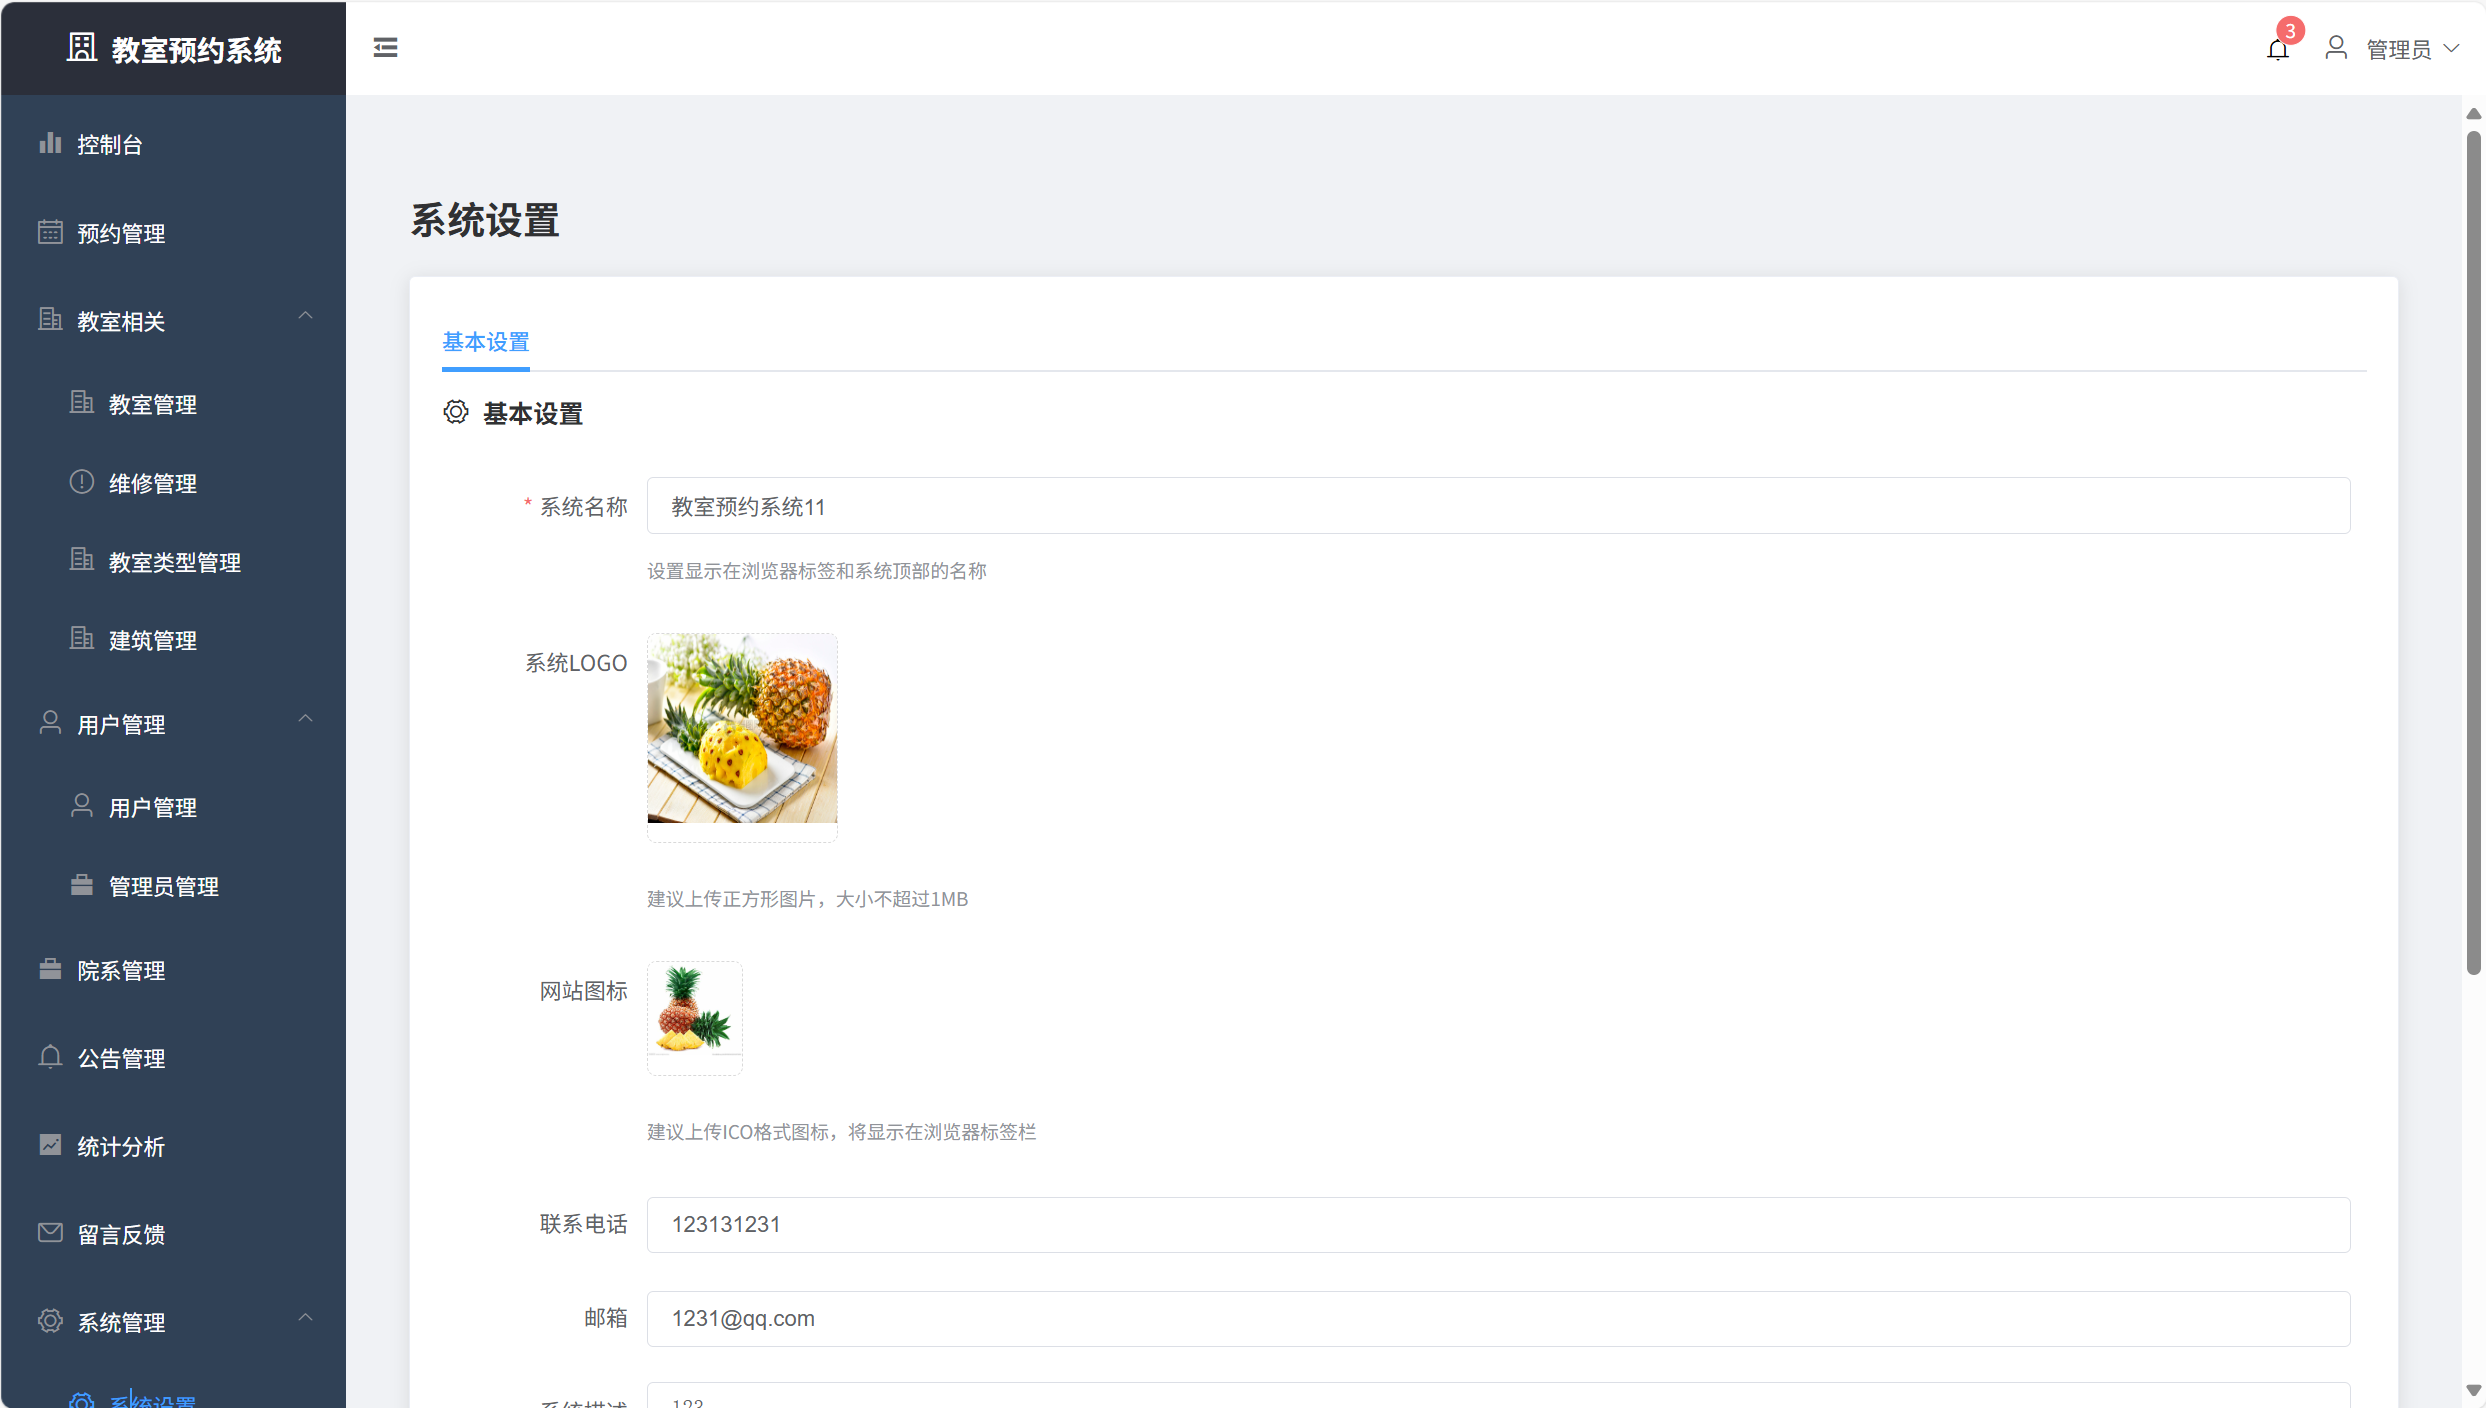 教室预约系统
3
管理员
控制台
预约管理
教室相关
教室管理
维修管理
教室类型管理
建筑管理
用户管理
用户管理
管理员管理
院系管理
公告管理
统计分析
留言反馈
系统管理
系统设置
系统设置
基本设置
基本设置
* 系统名称
教室预约系统11
设置显示在浏览器标签和系统顶部的名称
系统LOGO
建议上传正方形图片，大小不超过1MB
网站图标
建议上传ICO格式图标，将显示在浏览器标签栏
联系电话
123131231
邮箱
1231@qq.com
系统描述
123